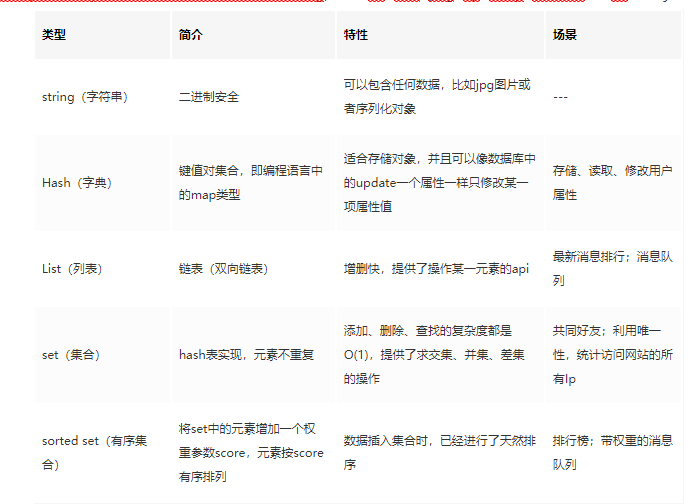 类型 简介 特性 场景
string（字符串） 二进制安全 可以包含任何数据，比如jpg图片或
者序列化对象 ---
Hash（字典） 键值对集合，即编程语言中
的map类型 适合存储对象，并且可以像数据库中
的update一个属性一样只修改某一
项属性值 存储、读取、修改用户
属性
List（列表） 链表（双向链表） 增删快，提供了操作某一元素的api 最新消息排行；消息队
列
set（集合） hash表实现，元素不重复 添加、删除、查找的复杂度都是
O(1)，提供了求交集、并集、差集
的操作 共同好友；利用唯一
性，统计访问网站的所
有Ip
sorted set（有序集
合） 将set中的元素增加一个权
重参数score，元素按score
有序排列 数据插入集合时，已经进行了天然排
序 排行榜；带权重的消息
队列